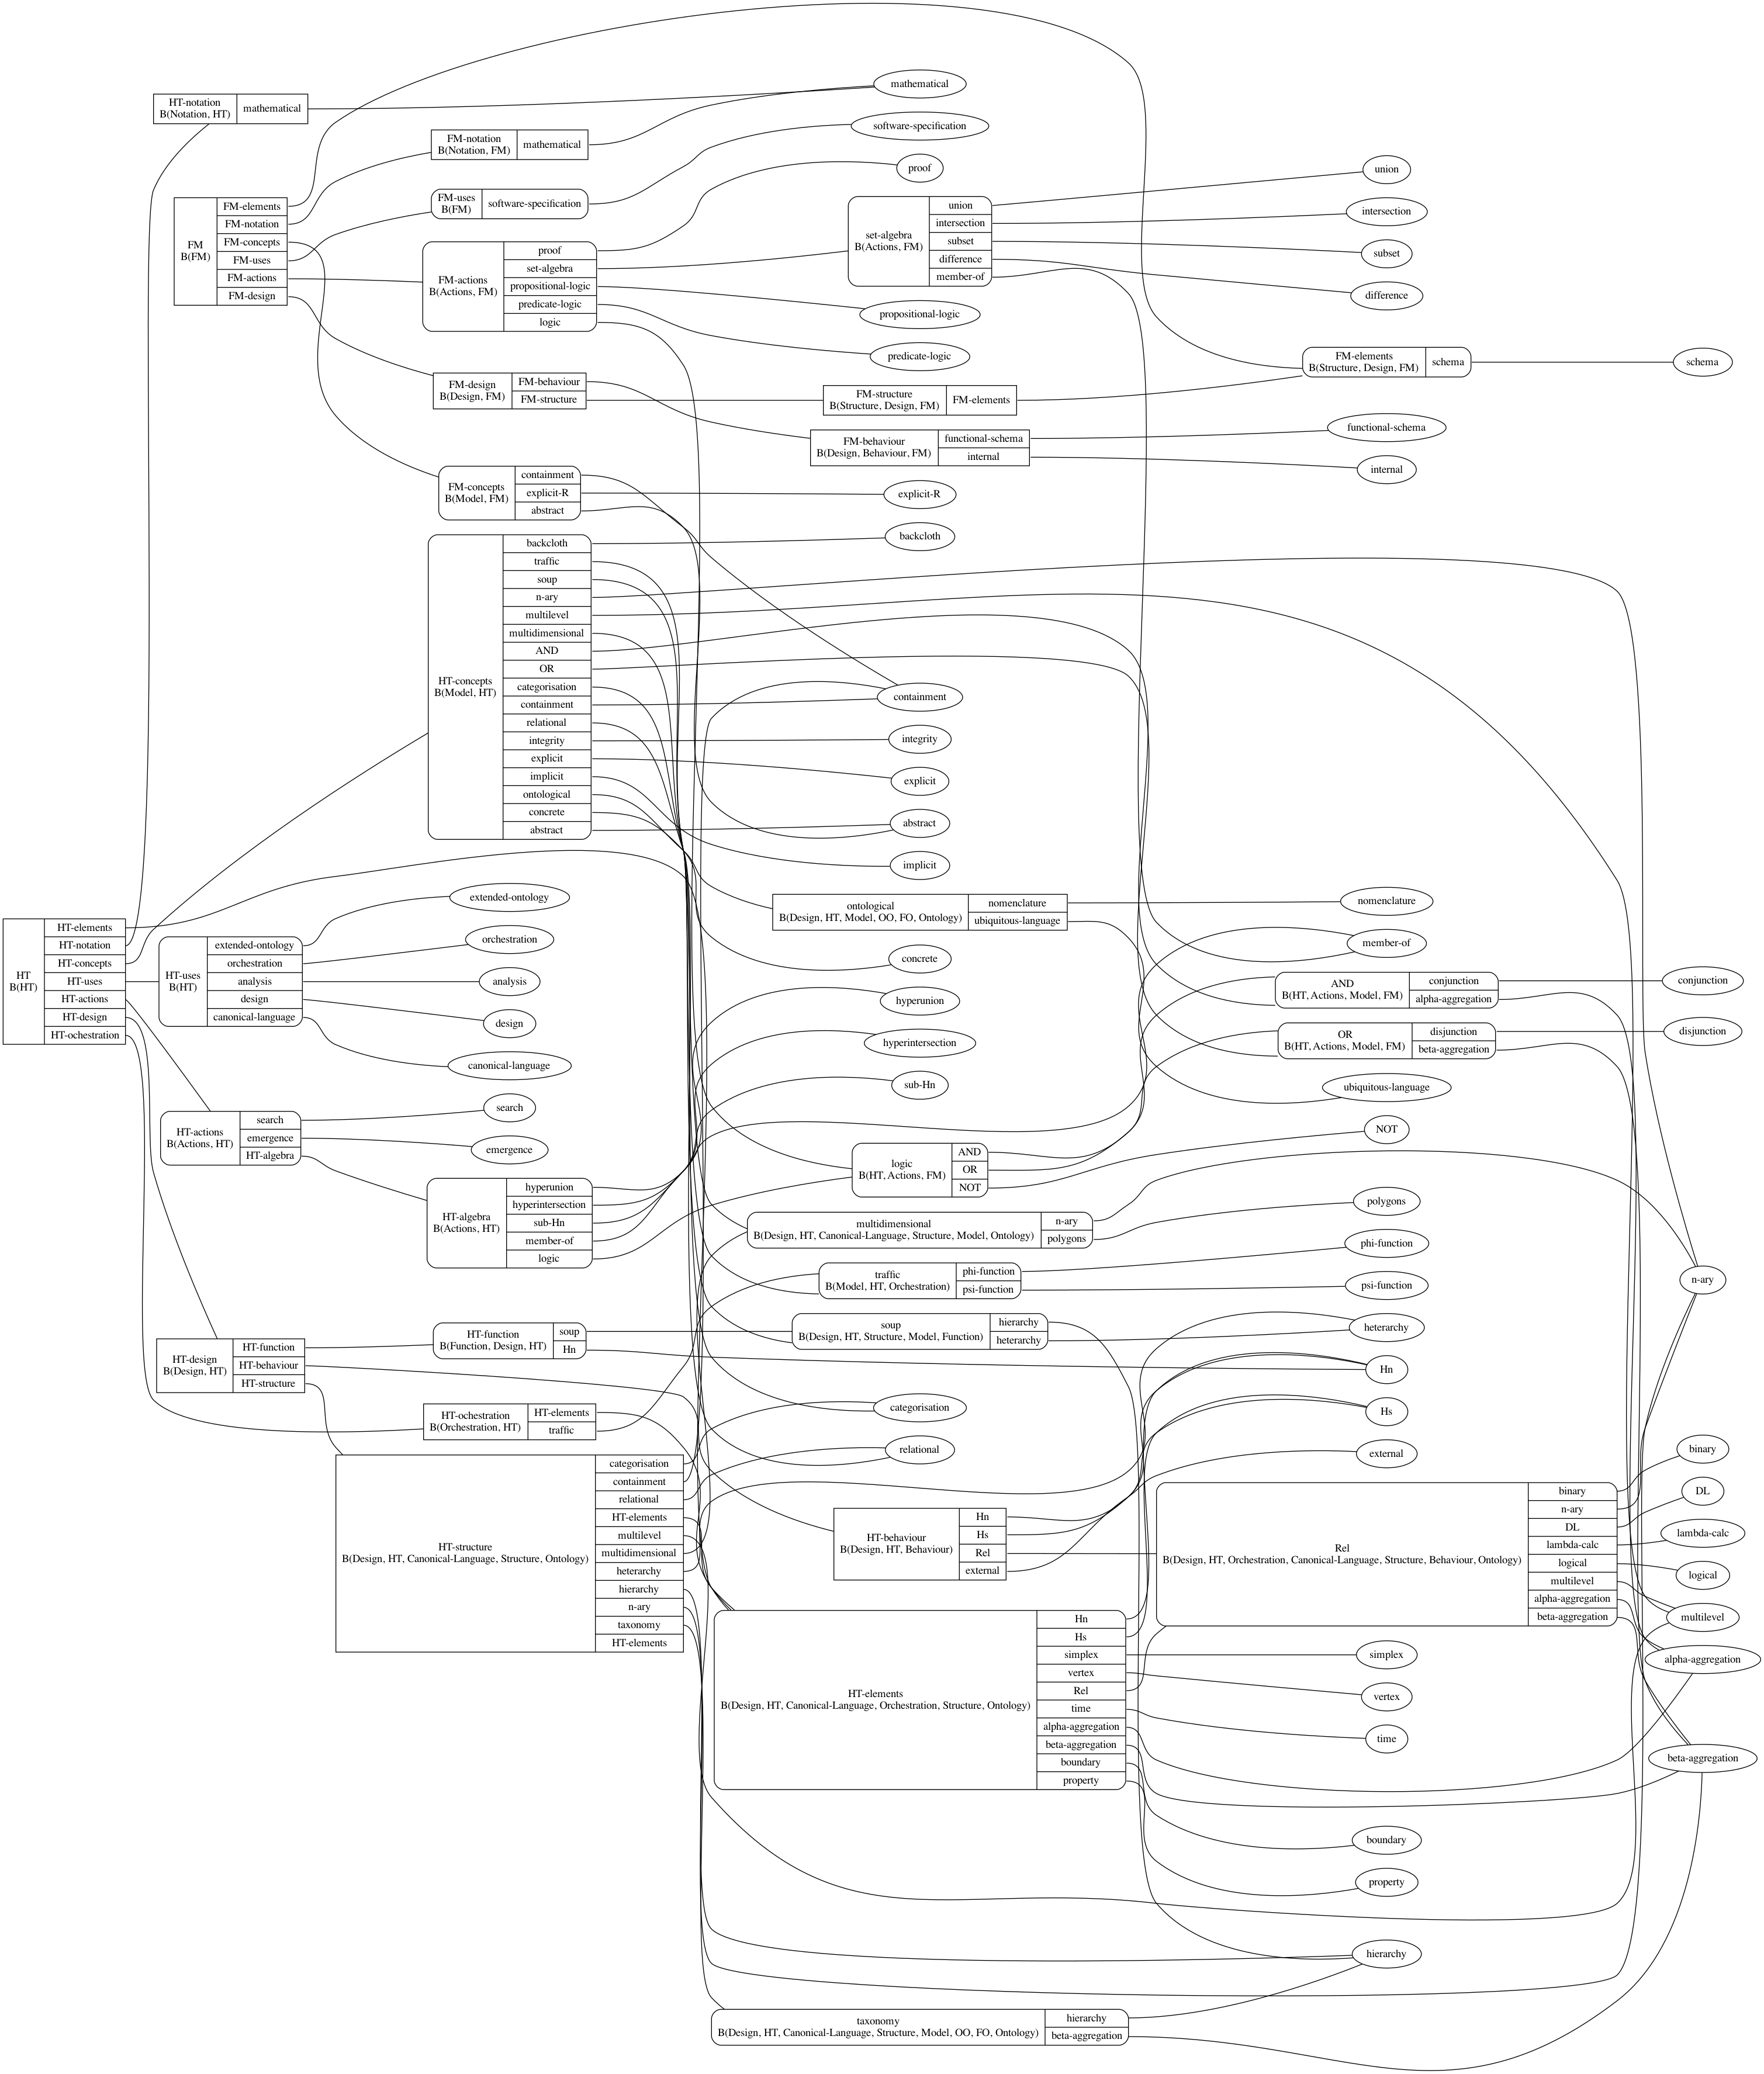 mathematical
HT-notation
B(Notation, HT)
mathematical
software-specification
FM-notation
B(Notation, FM)
mathematical
proof
union
FM-uses
B(FM)
software-specification
FM
B(FM)
FM-elements
FM-notation
FM-concepts
FM-uses
FM-actions
FM-design
set-algebra
B(Actions, FM)
union
intersection
subset
difference
member-of
intersection
subset
difference
FM-actions
B(Actions, FM)
proof
set-algebra
propositional-logic
predicate-logic
logic
propositional-logic
predicate-logic
FM-elements
B(Structure, Design, FM)
schema
schema
FM-design
B(Design, FM)
FM-behaviour
FM-structure
FM-structure
B(Structure, Design, FM)
FM-elements
functional-schema
FM-behaviour
B(Design, Behaviour, FM)
functional-schema
internal
internal
FM-concepts
B(Model, FM)
containment
explicit-R
abstract
explicit-R
backcloth
HT-concepts
B(Model, HT)
backcloth
traffic
soup
n-ary
multilevel
multidimensional
AND
OR
categorisation
containment
relational
integrity
explicit
implicit
ontological
concrete
abstract
containment
integrity
explicit
abstract
implicit
extended-ontology
ontological
B(Design, HT, Model, OO, FO, Ontology)
nomenclature
ubiquitous-language
nomenclature
HT
B(HT)
HT-elements
HT-notation
HT-concepts
HT-uses
HT-actions
HT-design
HT-ochestration
HT-uses
B(HT)
extended-ontology
orchestration
analysis
design
canonical-language
orchestration
analysis
design
canonical-language
member-of
concrete
hyperunion
hyperintersection
sub-Hn
AND
B(HT, Actions, Model, FM)
conjunction
alpha-aggregation
conjunction
OR
B(HT, Actions, Model, FM)
disjunction
beta-aggregation
disjunction
ubiquitous-language
search
HT-actions
B(Actions, HT)
search
emergence
HT-algebra
emergence
NOT
logic
B(HT, Actions, FM)
AND
OR
NOT
HT-algebra
B(Actions, HT)
hyperunion
hyperintersection
sub-Hn
member-of
logic
polygons
multidimensional
B(Design, HT, Canonical-Language, Structure, Model, Ontology)
n-ary
polygons
phi-function
traffic
B(Model, HT, Orchestration)
phi-function
psi-function
psi-function
n-ary
soup
B(Design, HT, Structure, Model, Function)
hierarchy
heterarchy
heterarchy
HT-function
B(Function, Design, HT)
soup
Hn
HT-design
B(Design, HT)
HT-function
HT-behaviour
HT-structure
Hn
HT-ochestration
B(Orchestration, HT)
HT-elements
traffic
categorisation
Hs
relational
external
binary
HT-structure
B(Design, HT, Canonical-Language, Structure, Ontology)
categorisation
containment
relational
HT-elements
multilevel
multidimensional
heterarchy
hierarchy
n-ary
taxonomy
HT-elements
HT-behaviour
B(Design, HT, Behaviour)
Hn
Hs
Rel
external
Rel
B(Design, HT, Orchestration, Canonical-Language, Structure, Behaviour, Ontology)
binary
n-ary
DL
lambda-calc
logical
multilevel
alpha-aggregation
beta-aggregation
DL
lambda-calc
logical
multilevel
alpha-aggregation
beta-aggregation
HT-elements
B(Design, HT, Canonical-Language, Orchestration, Structure, Ontology)
Hn
Hs
simplex
vertex
Rel
time
alpha-aggregation
beta-aggregation
boundary
property
simplex
vertex
time
boundary
property
hierarchy
taxonomy
B(Design, HT, Canonical-Language, Structure, Model, OO, FO, Ontology)
hierarchy
beta-aggregation